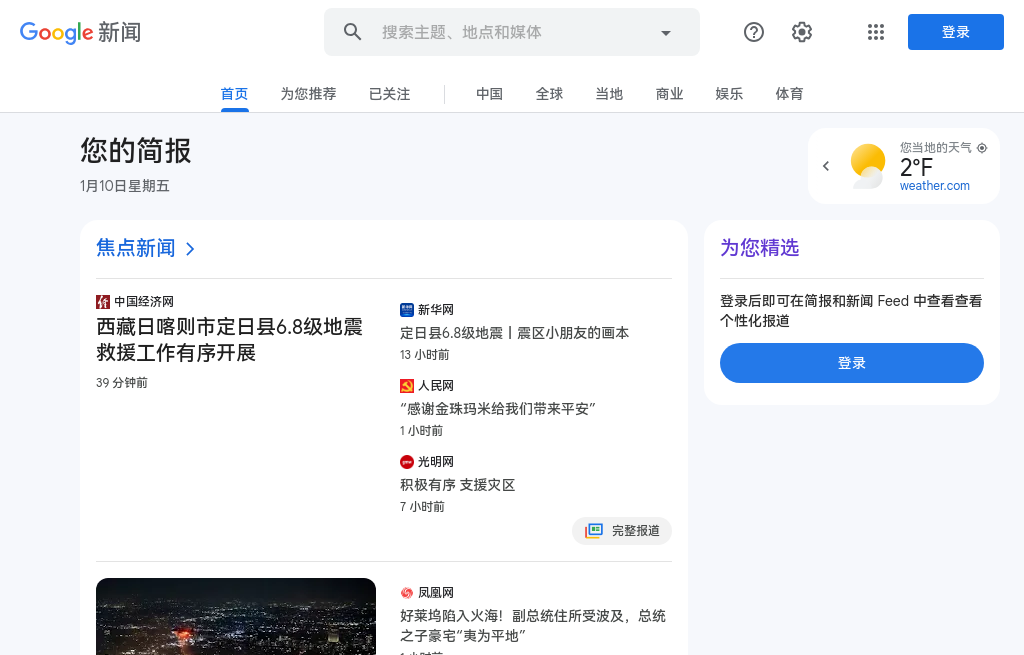 Google 新闻
搜索主题、地点和媒体
登录
首页
为您推荐
已关注
中国
全球
当地
商业
娱乐
体育
您的简报
1月10日星期五
您当地的天气
2°F
weather.com
焦点新闻
中国经济网
西藏日喀则市定日县6.8级地震
救援工作有序开展
39 分钟前
新华网
定日县6.8级地震丨震区小朋友的画本
13 小时前
人民网
“感谢金珠玛米给我们带来平安”
1 小时前
光明网
积极有序 支援灾区
7 小时前
完整报道
凤凰网
好莱坞陷入火海！副总统住所受波及，总统
之子豪宅“夷为平地”
为您精选
登录后即可在简报和新闻 Feed 中查看查看
个性化报道
登录